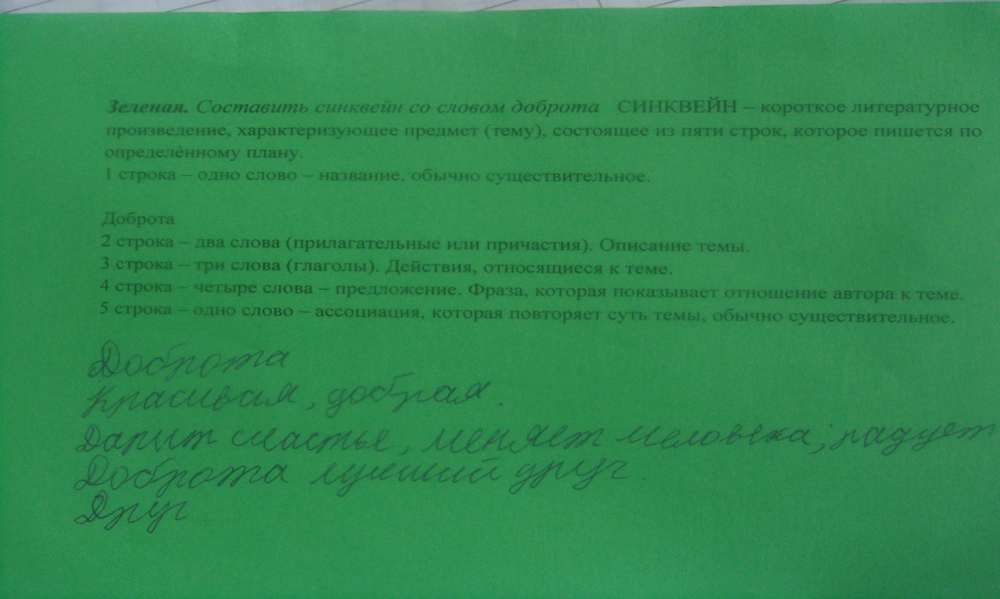 Зеленая. Составить синквейн со словом доброта СИНКВЕЙН – короткое литературное
произведение, характеризующее предмет (тему), состоящее из пяти строк, которое пишется по
определѐнному плану.
1 строка – одно слово – название, обычно существительное.
Доброта
2 строка – два слова (прилагательные или причастия). Описание темы.
3 строка – три слова (глаголы). Действия, относящиеся к теме.
4 строка – четыре слова – предложение. Фраза, которая показывает отношение автора к теме.
5 строка – одно слово – ассоциация, которая повторяет суть темы, обычно существительное.
Доброта
Красивая, добрая.
Дарит счастье, меняет человека, радует
Доброта лучший друг.
Друг